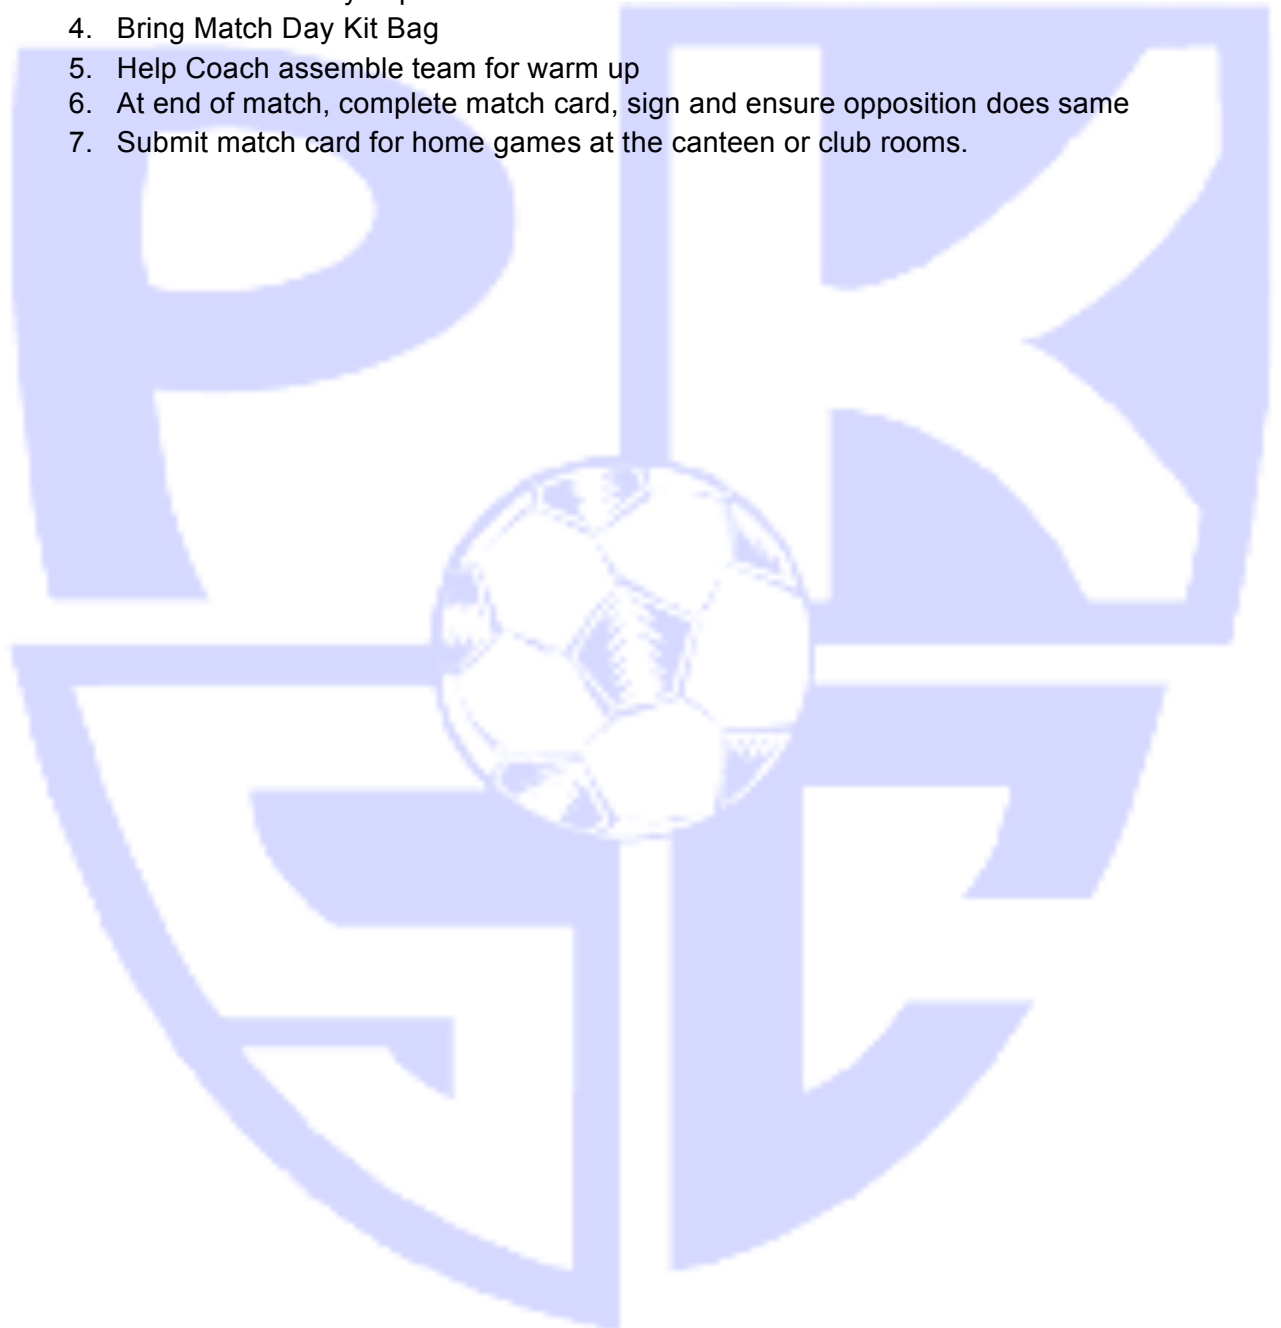 4. Bring Match Day Kit Bag
5. Help Coach assemble team for warm up
6. At end of match, complete match card, sign and ensure opposition does same
7. Submit match card for home games at the canteen or club rooms.
P K
S C